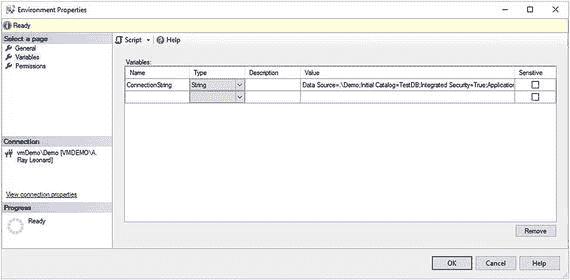 Environment Properties
Ready
Select a page
General
Variables
Permissions
Script
Help
Variables:
Name Type Description Value Sensitive
ConnectionString String Data Source=.\Demo;Initial Catalog=TestDB;Integrated Security=True;Application
Connection
vmDemo\Demo [VMDEMO\A.
Ray Leonard]
View connection properties
Progress
Ready
Remove
OK Cancel Help